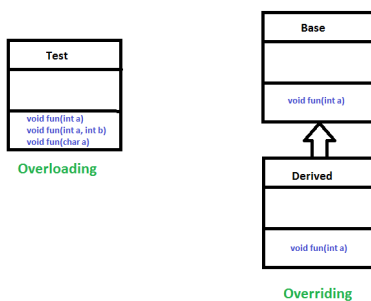 Test
void fun(int a)
void fun(int a, int b)
void fun(char a)
Overloading
Base
void fun(int a)
Derived
void fun(int a)
Overriding